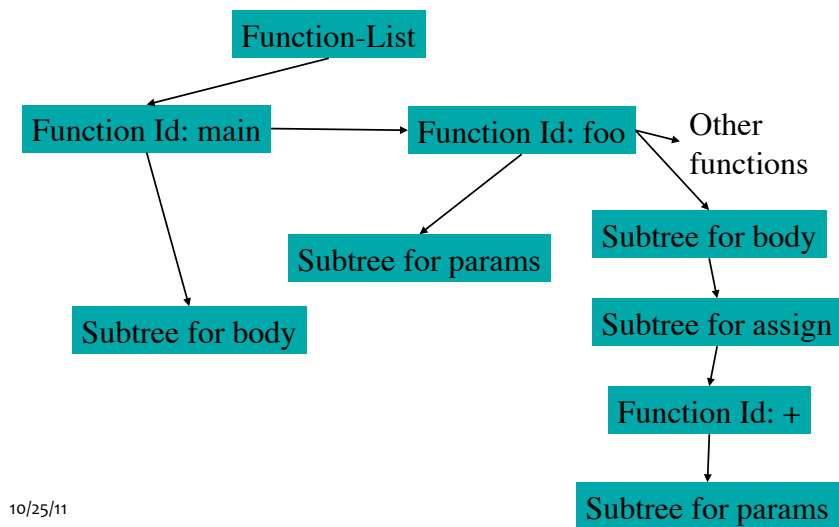 Function-List
Function Id: main
Function Id: foo
Other
functions
Subtree for params
Subtree for body
Subtree for body
Subtree for assign
Function Id: +
Subtree for params
10/25/11